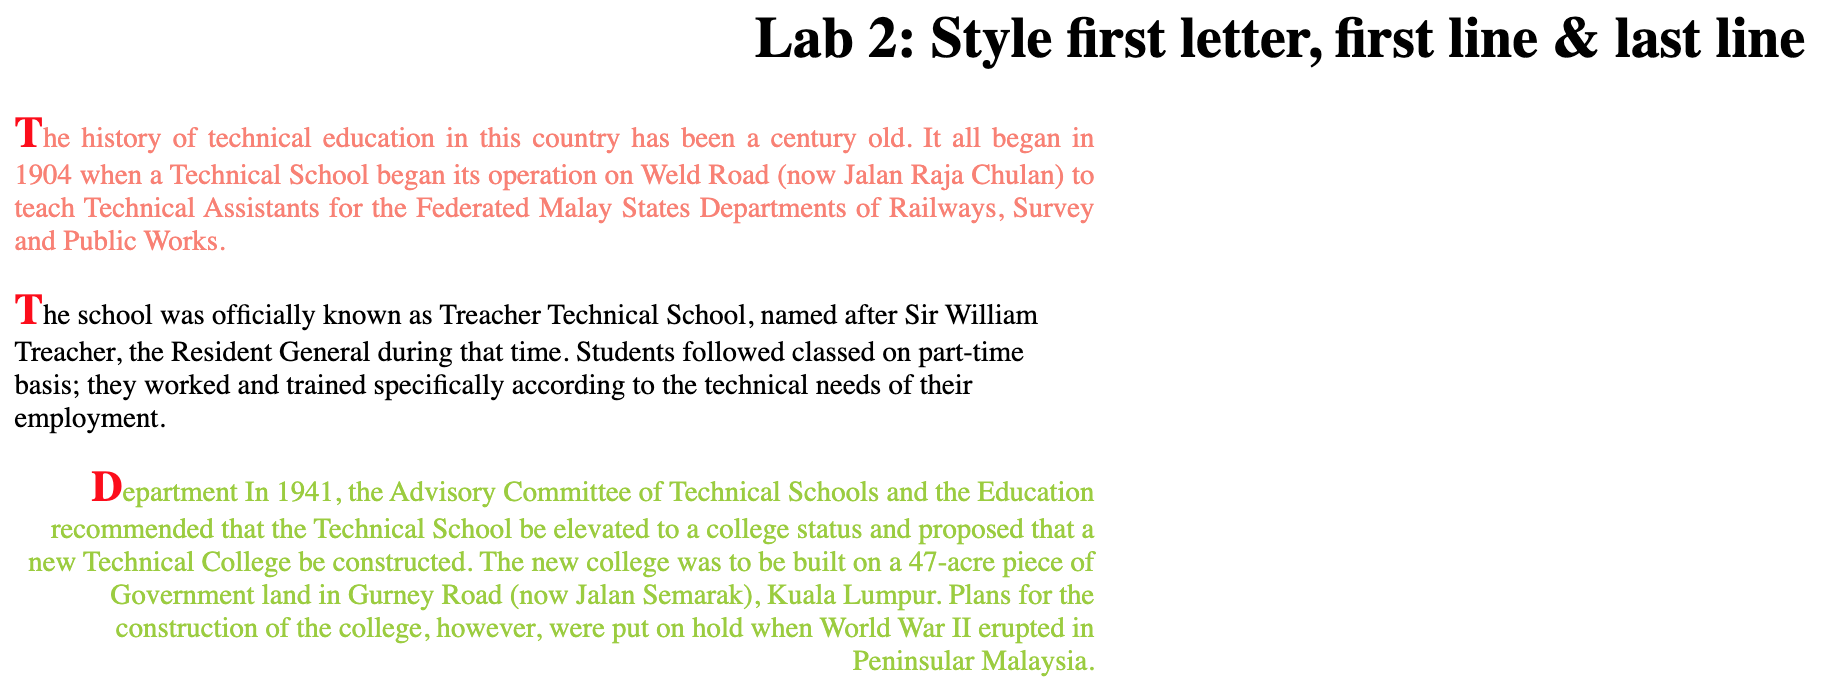 Lab 2: Style first letter, first line & last line
The history of technical education in this country has been a century old. It all began in
1904 when a Technical School began its operation on Weld Road (now Jalan Raja Chulan) to
teach Technical Assistants for the Federated Malay States Departments of Railways, Survey
and Public Works.
The school was officially known as Treacher Technical School, named after Sir William
Treacher, the Resident General during that time. Students followed classed on part-time
basis; they worked and trained specifically according to the technical needs of their
employment.
Department In 1941, the Advisory Committee of Technical Schools and the Education
recommended that the Technical School be elevated to a college status and proposed that a
new Technical College be constructed. The new college was to be built on a 47-acre piece of
Government land in Gurney Road (now Jalan Semarak), Kuala Lumpur. Plans for the
construction of the college, however, were put on hold when World War II erupted in
Peninsular Malaysia.